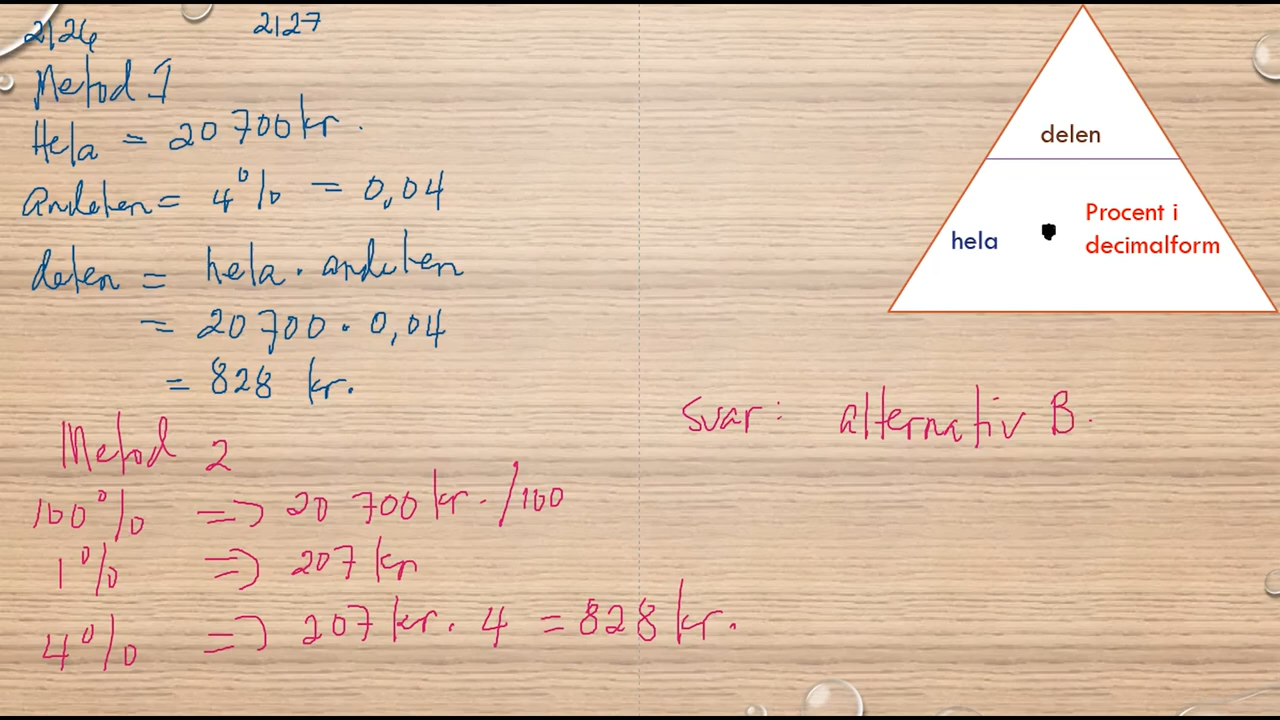 2126
2127
Metod 1
Hela = 20 700 kr.
andelen = 4% = 0,04
delen = hela · andelen
= 20 700 · 0,04
= 828 kr.
Metod 2
100% => 20 700 kr. /100
1% => 207 kr
4% => 207 kr. 4 = 828 kr.
delen
hela
Procent i
decimalform
Svar: alternativ B.